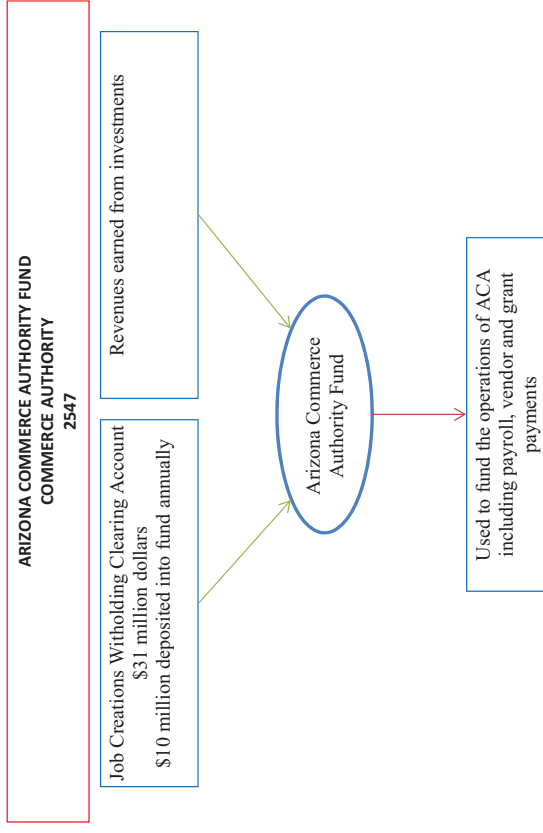 ARIZONA COMMERCE AUTHORITY FUND
COMMERCE AUTHORITY
2547
Job Creations Witholding Clearing Account
$31 million dollars
$10 million deposited into fund annually
Revenues earned from investments
Arizona Commerce
Authority Fund
Used to fund the operations of ACA
including payroll, vendor and grant
payments